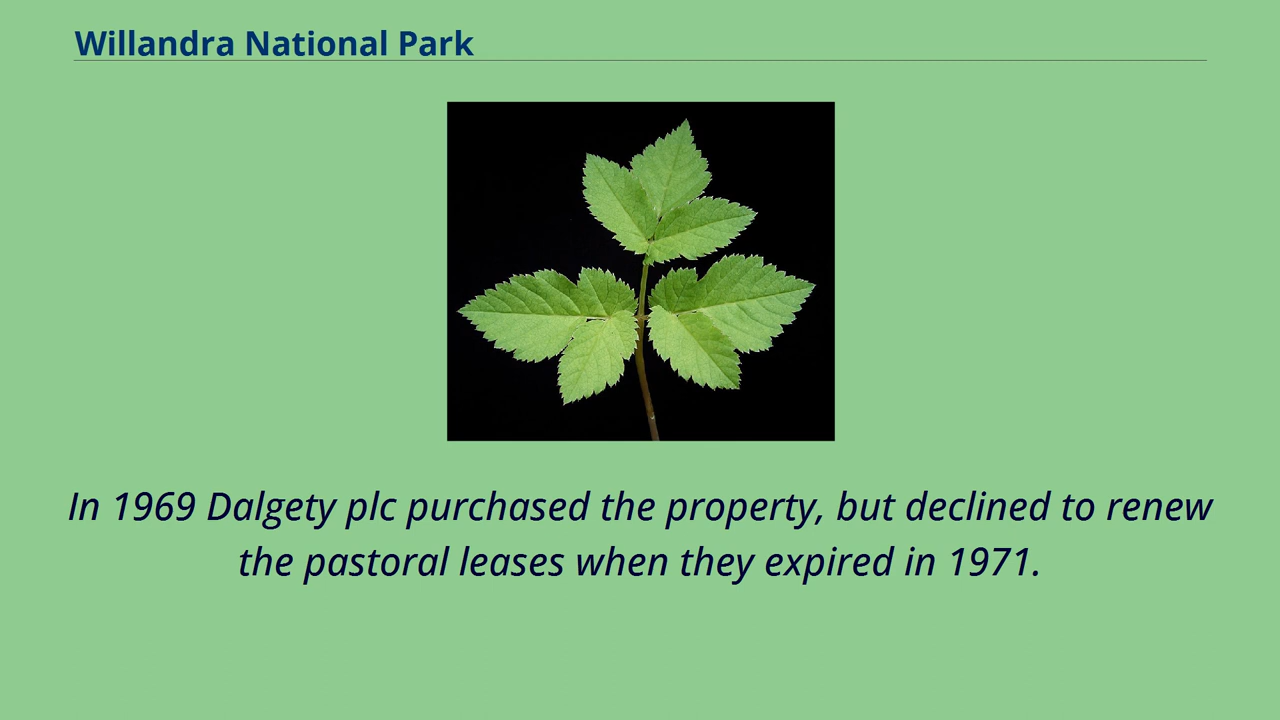 Willandra National Park
In 1969 Dalgety plc purchased the property, but declined to renew
the pastoral leases when they expired in 1971.